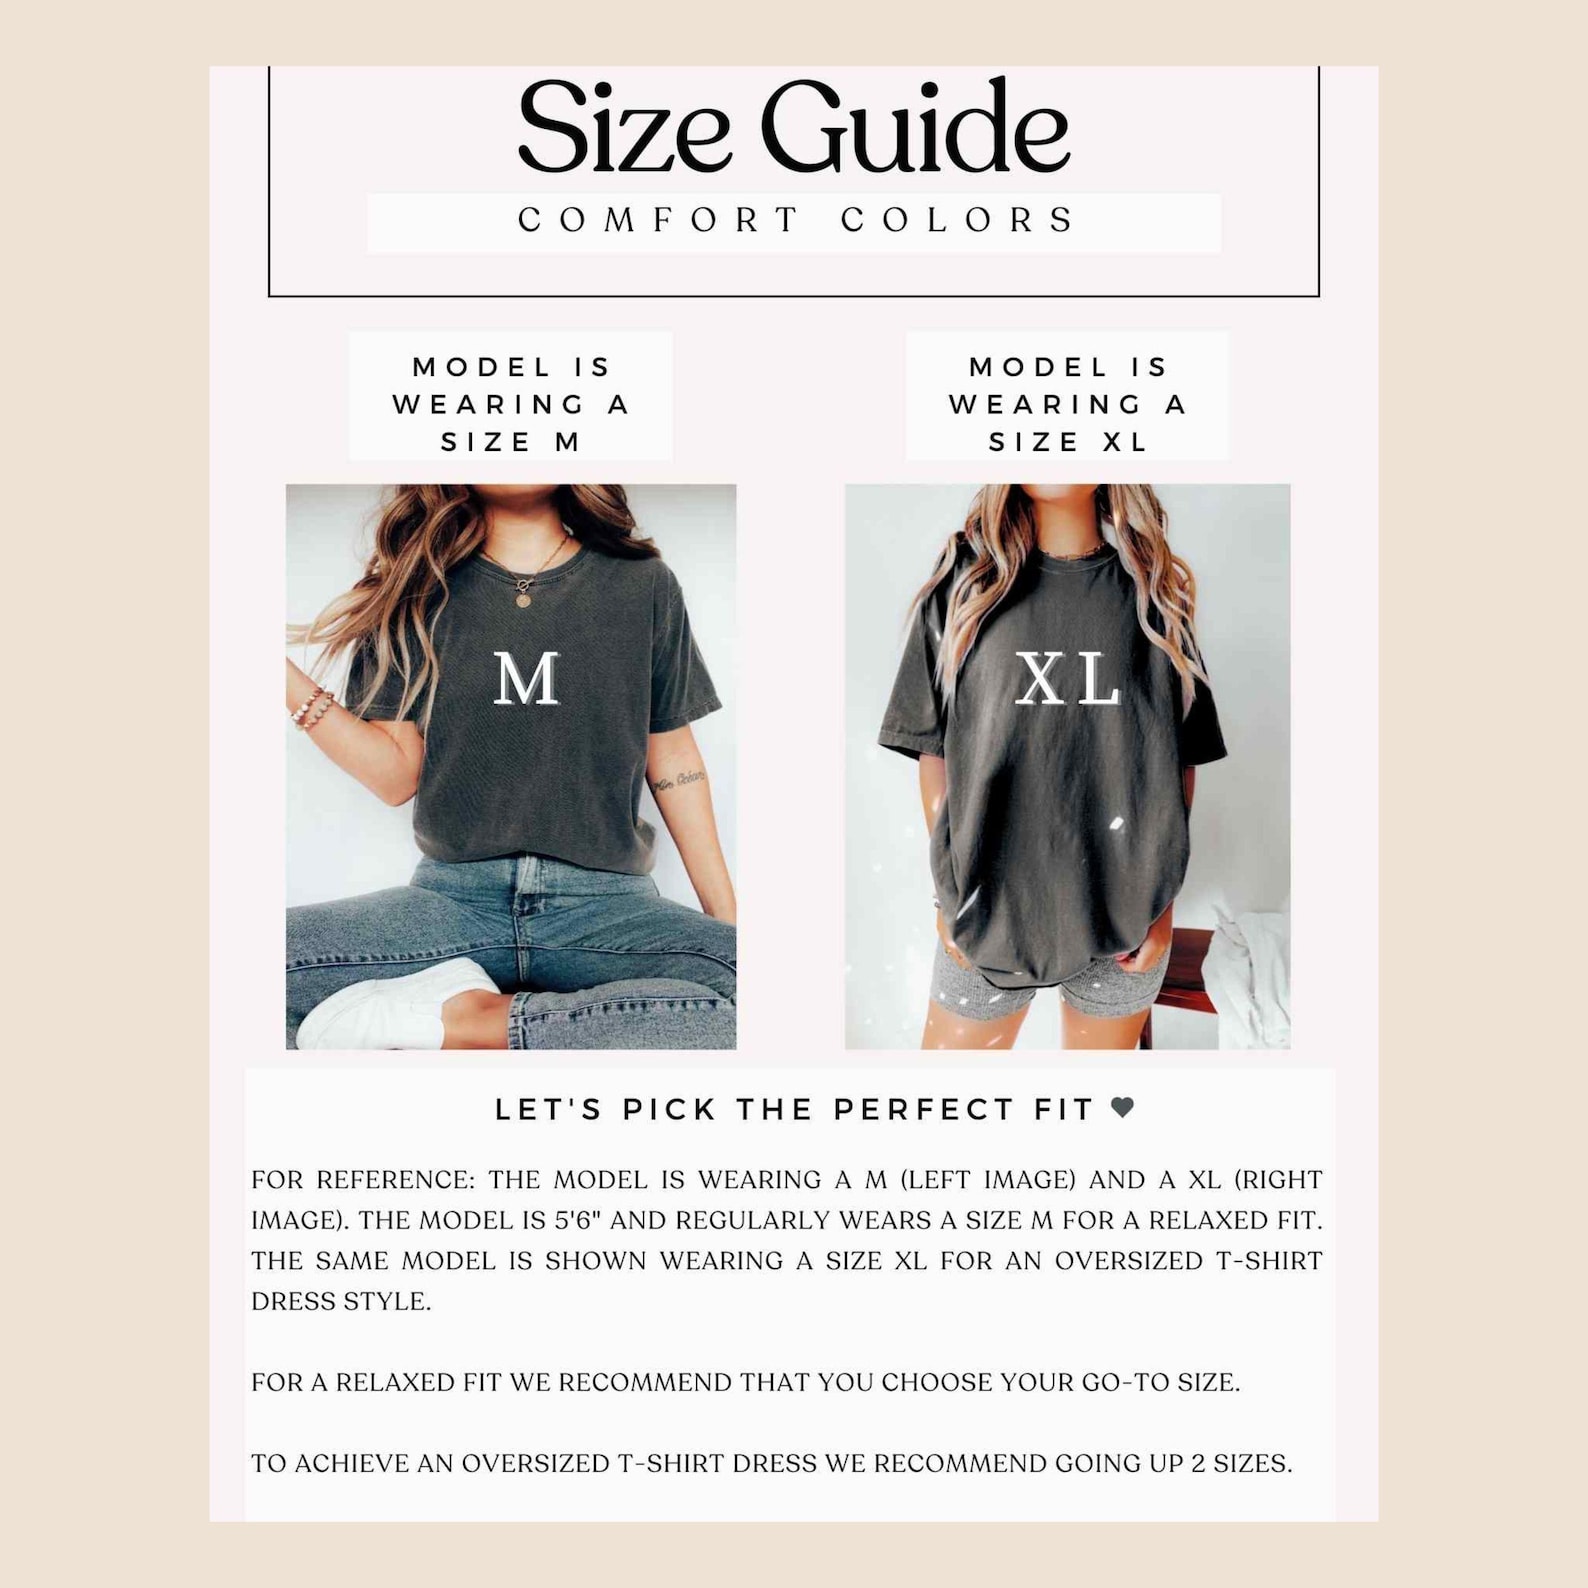 Size Guide
COMFORT COLORS
MODEL IS
WEARING A
SIZE M
MODEL IS
WEARING A
SIZE XL
M
XL
LET'S PICK THE PERFECT FIT
FOR REFERENCE: THE MODEL IS WEARING A M (LEFT IMAGE) AND A XL (RIGHT
IMAGE). THE MODEL IS 5'6" AND REGULARLY WEARS A SIZE M FOR A RELAXED FIT.
THE SAME MODEL IS SHOWN WEARING A SIZE XL FOR AN OVERSIZED T-SHIRT
DRESS STYLE.
FOR A RELAXED FIT WE RECOMMEND THAT YOU CHOOSE YOUR GO-TO SIZE.
TO ACHIEVE AN OVERSIZED T-SHIRT DRESS WE RECOMMEND GOING UP 2 SIZES.